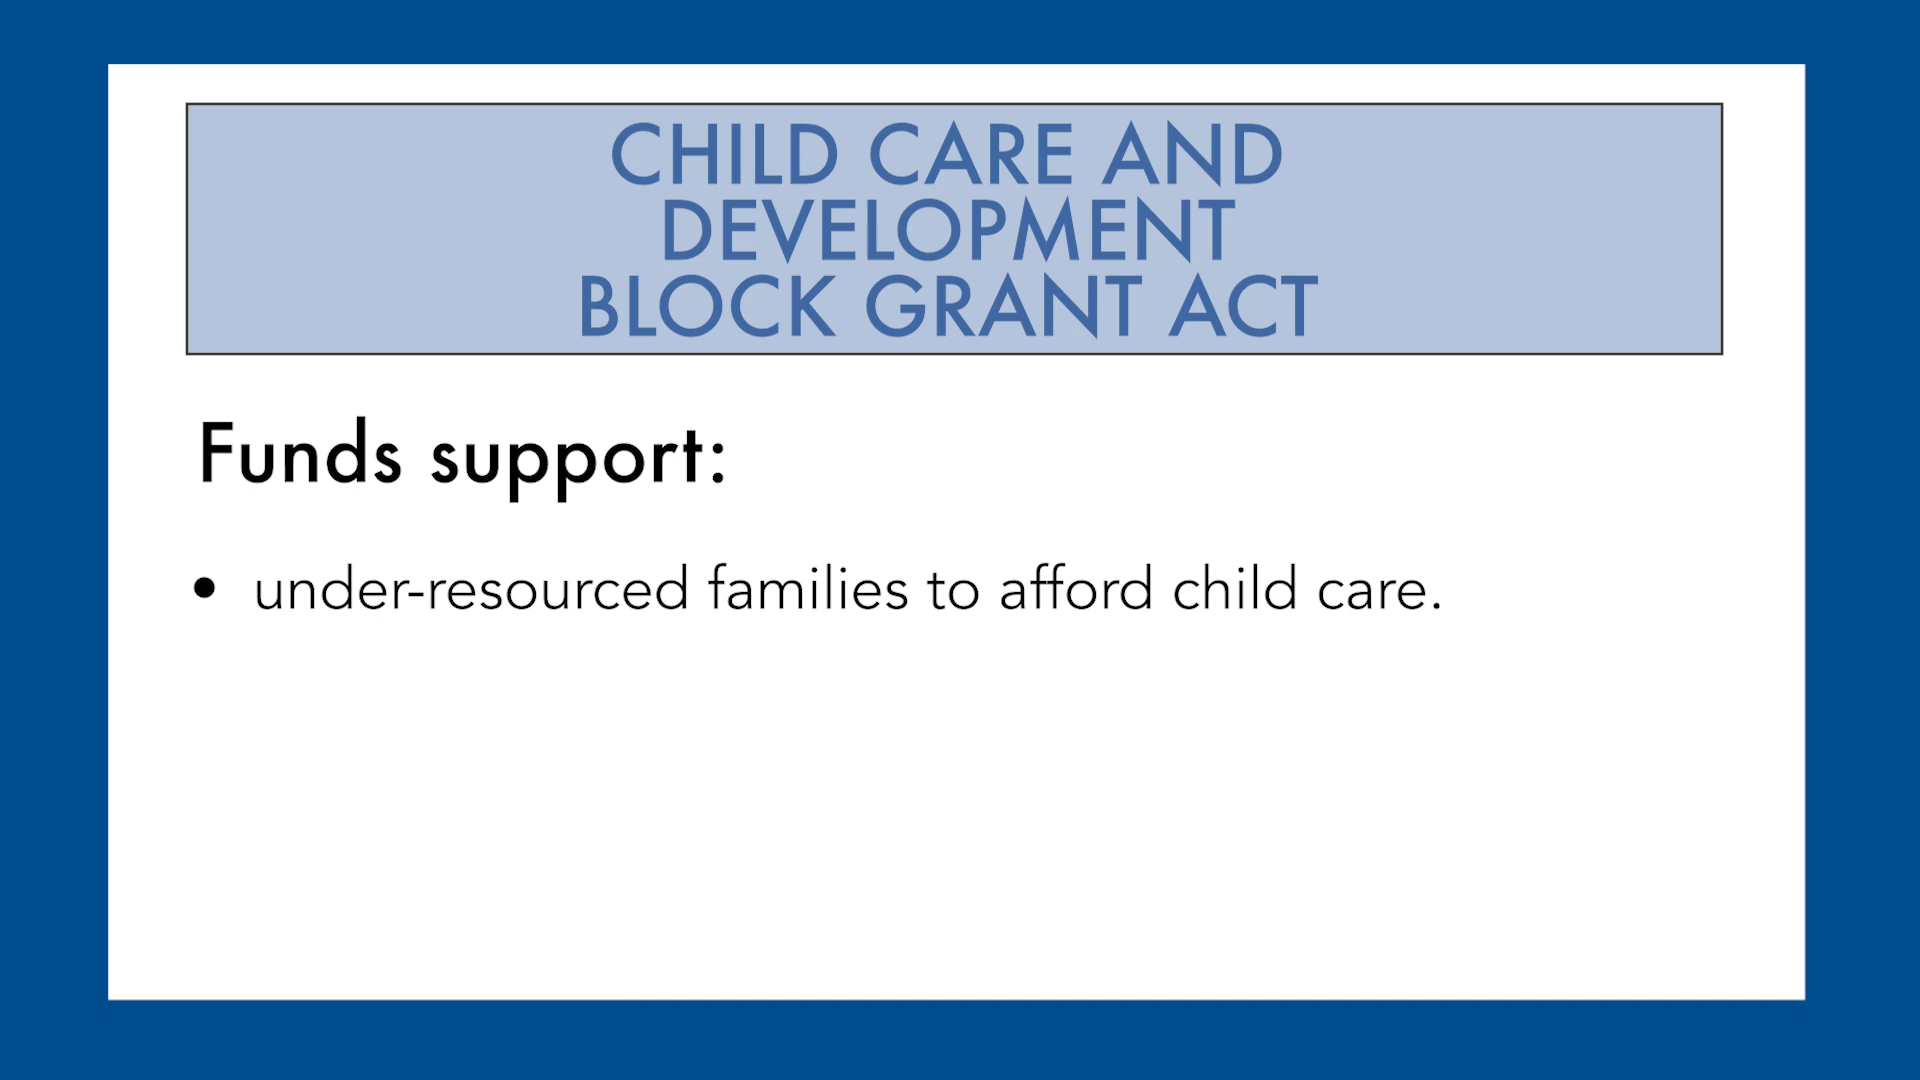 CHILD CARE AND
DEVELOPMENT
BLOCK GRANT ACT
Funds support:
• under-resourced families to afford child care.